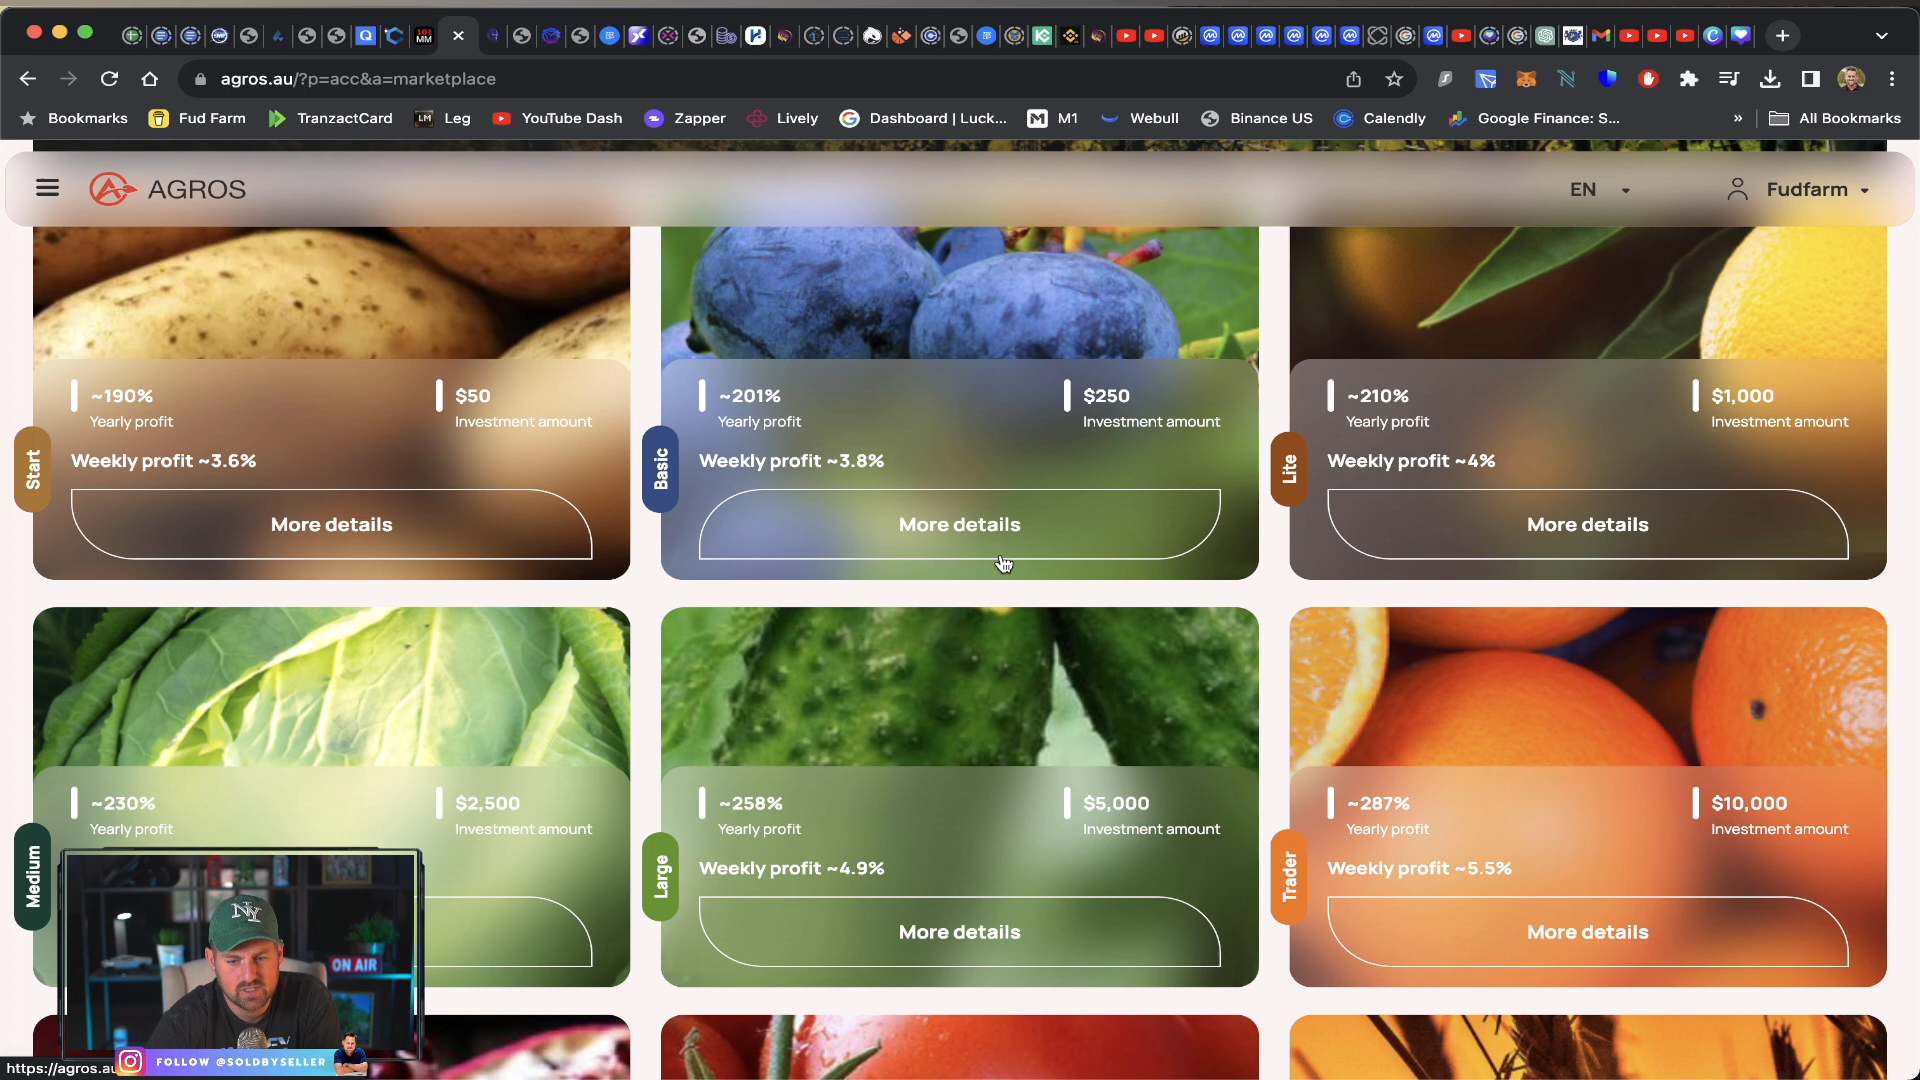 101
MM
agros.au/?p=acc&a=marketplace
Bookmarks
Fud Farm
TranzactCard
LM
Leg
YouTube Dash
Zapper
Lively
Dashboard | Luck...
M1
Webull
Binance US
Calendly
Google Finance: S...
»
All Bookmarks
AGROS
EN
Fudfarm
Start
~190%
Yearly profit
$50
Investment amount
Weekly profit ~3.6%
More details
Basic
~201%
Yearly profit
$250
Investment amount
Weekly profit ~3.8%
More details
Lite
~210%
Yearly profit
$1,000
Investment amount
Weekly profit ~4%
More details
Medium
~230%
Yearly profit
$2,500
Investment amount
Large
~258%
Yearly profit
$5,000
Investment amount
Weekly profit ~4.9%
More details
Trader
~287%
Yearly profit
$10,000
Investment amount
Weekly profit ~5.5%
More details
NY
ON AIR
FOLLOW @SOLDBYSELLER
https://agros.au